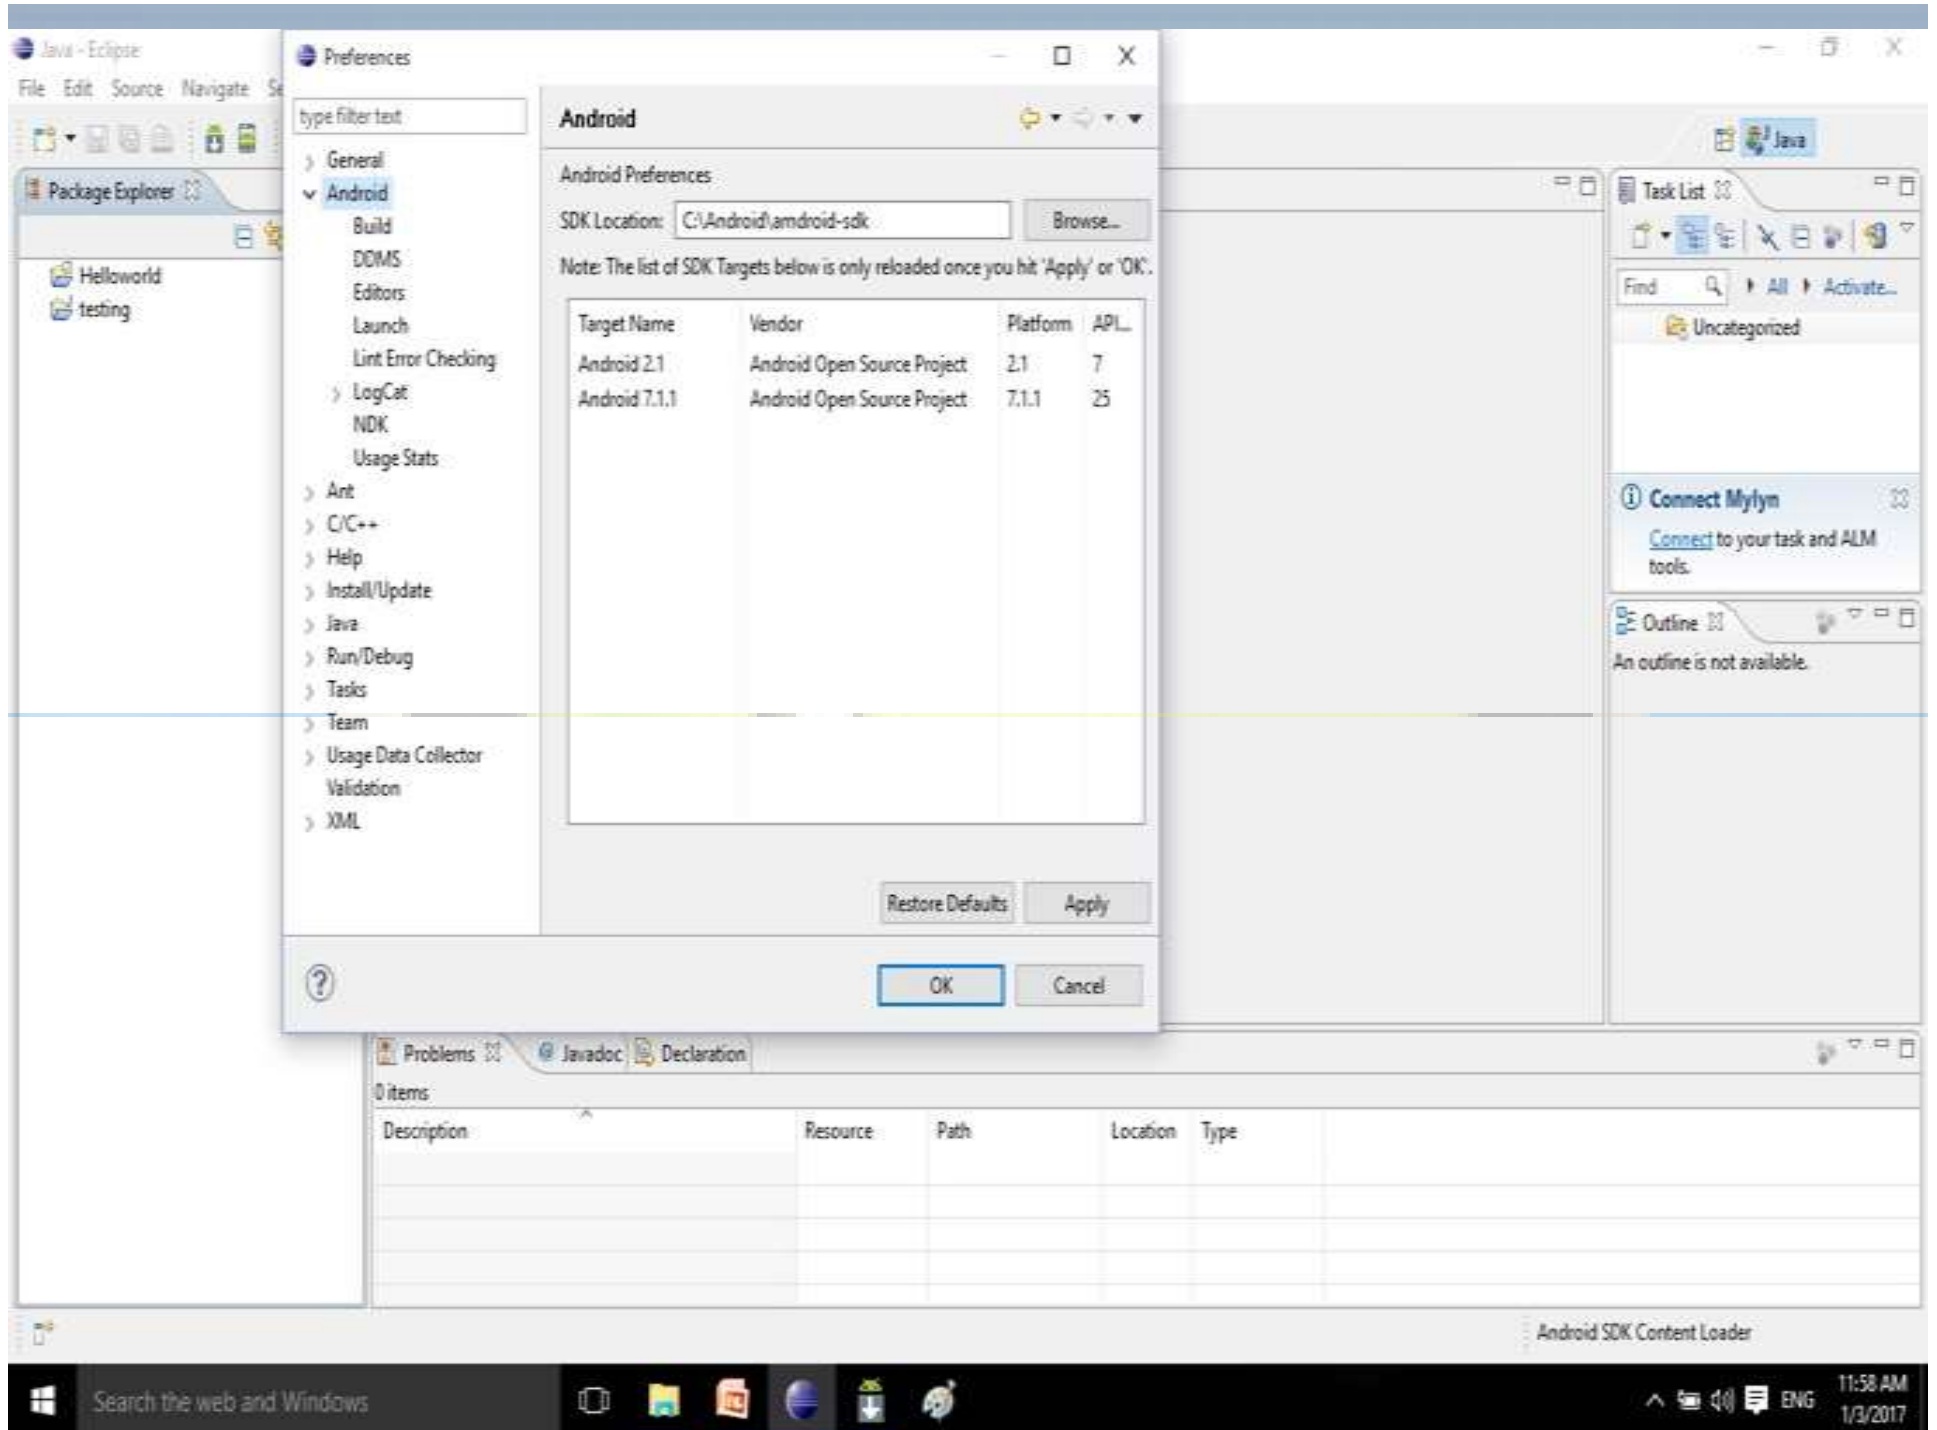 Java - Eclipse
File Edit Source Navigate Se
Package Explorer
Helloworld
testing
Preferences
type filter text
General
Android
Build
DDMS
Editors
Launch
Lint Error Checking
LogCat
NDK
Usage Stats
Ant
C/C++
Help
Install/Update
Java
Run/Debug
Tasks
Team
Usage Data Collector
Validation
XML
Android
Android Preferences
SDK Location: C:\Android\amdroid-sdk Browse...
Note: The list of SDK Targets below is only reloaded once you hit 'Apply' or 'OK'.
Target Name Vendor Platform API...
Android 2.1 Android Open Source Project 2.1 7
Android 7.1.1 Android Open Source Project 7.1.1 25
Restore Defaults Apply
OK Cancel
Java
Task List
Find All Activate...
Uncategorized
Connect Mylyn
Connect to your task and ALM
tools.
Outline
An outline is not available.
Problems Javadoc Declaration
0 items
Description Resource Path Location Type
Android SDK Content Loader
Search the web and Windows
ENG
11:58 AM
1/3/2017